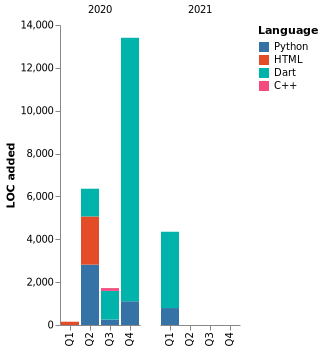 2020 2021
Language
Python
HTML
Dart
C++
LOC added
14,000
12,000
10,000
8,000
6,000
4,000
2,000
0
Q1 Q2 Q3 Q4 Q1 Q2 Q3 Q4